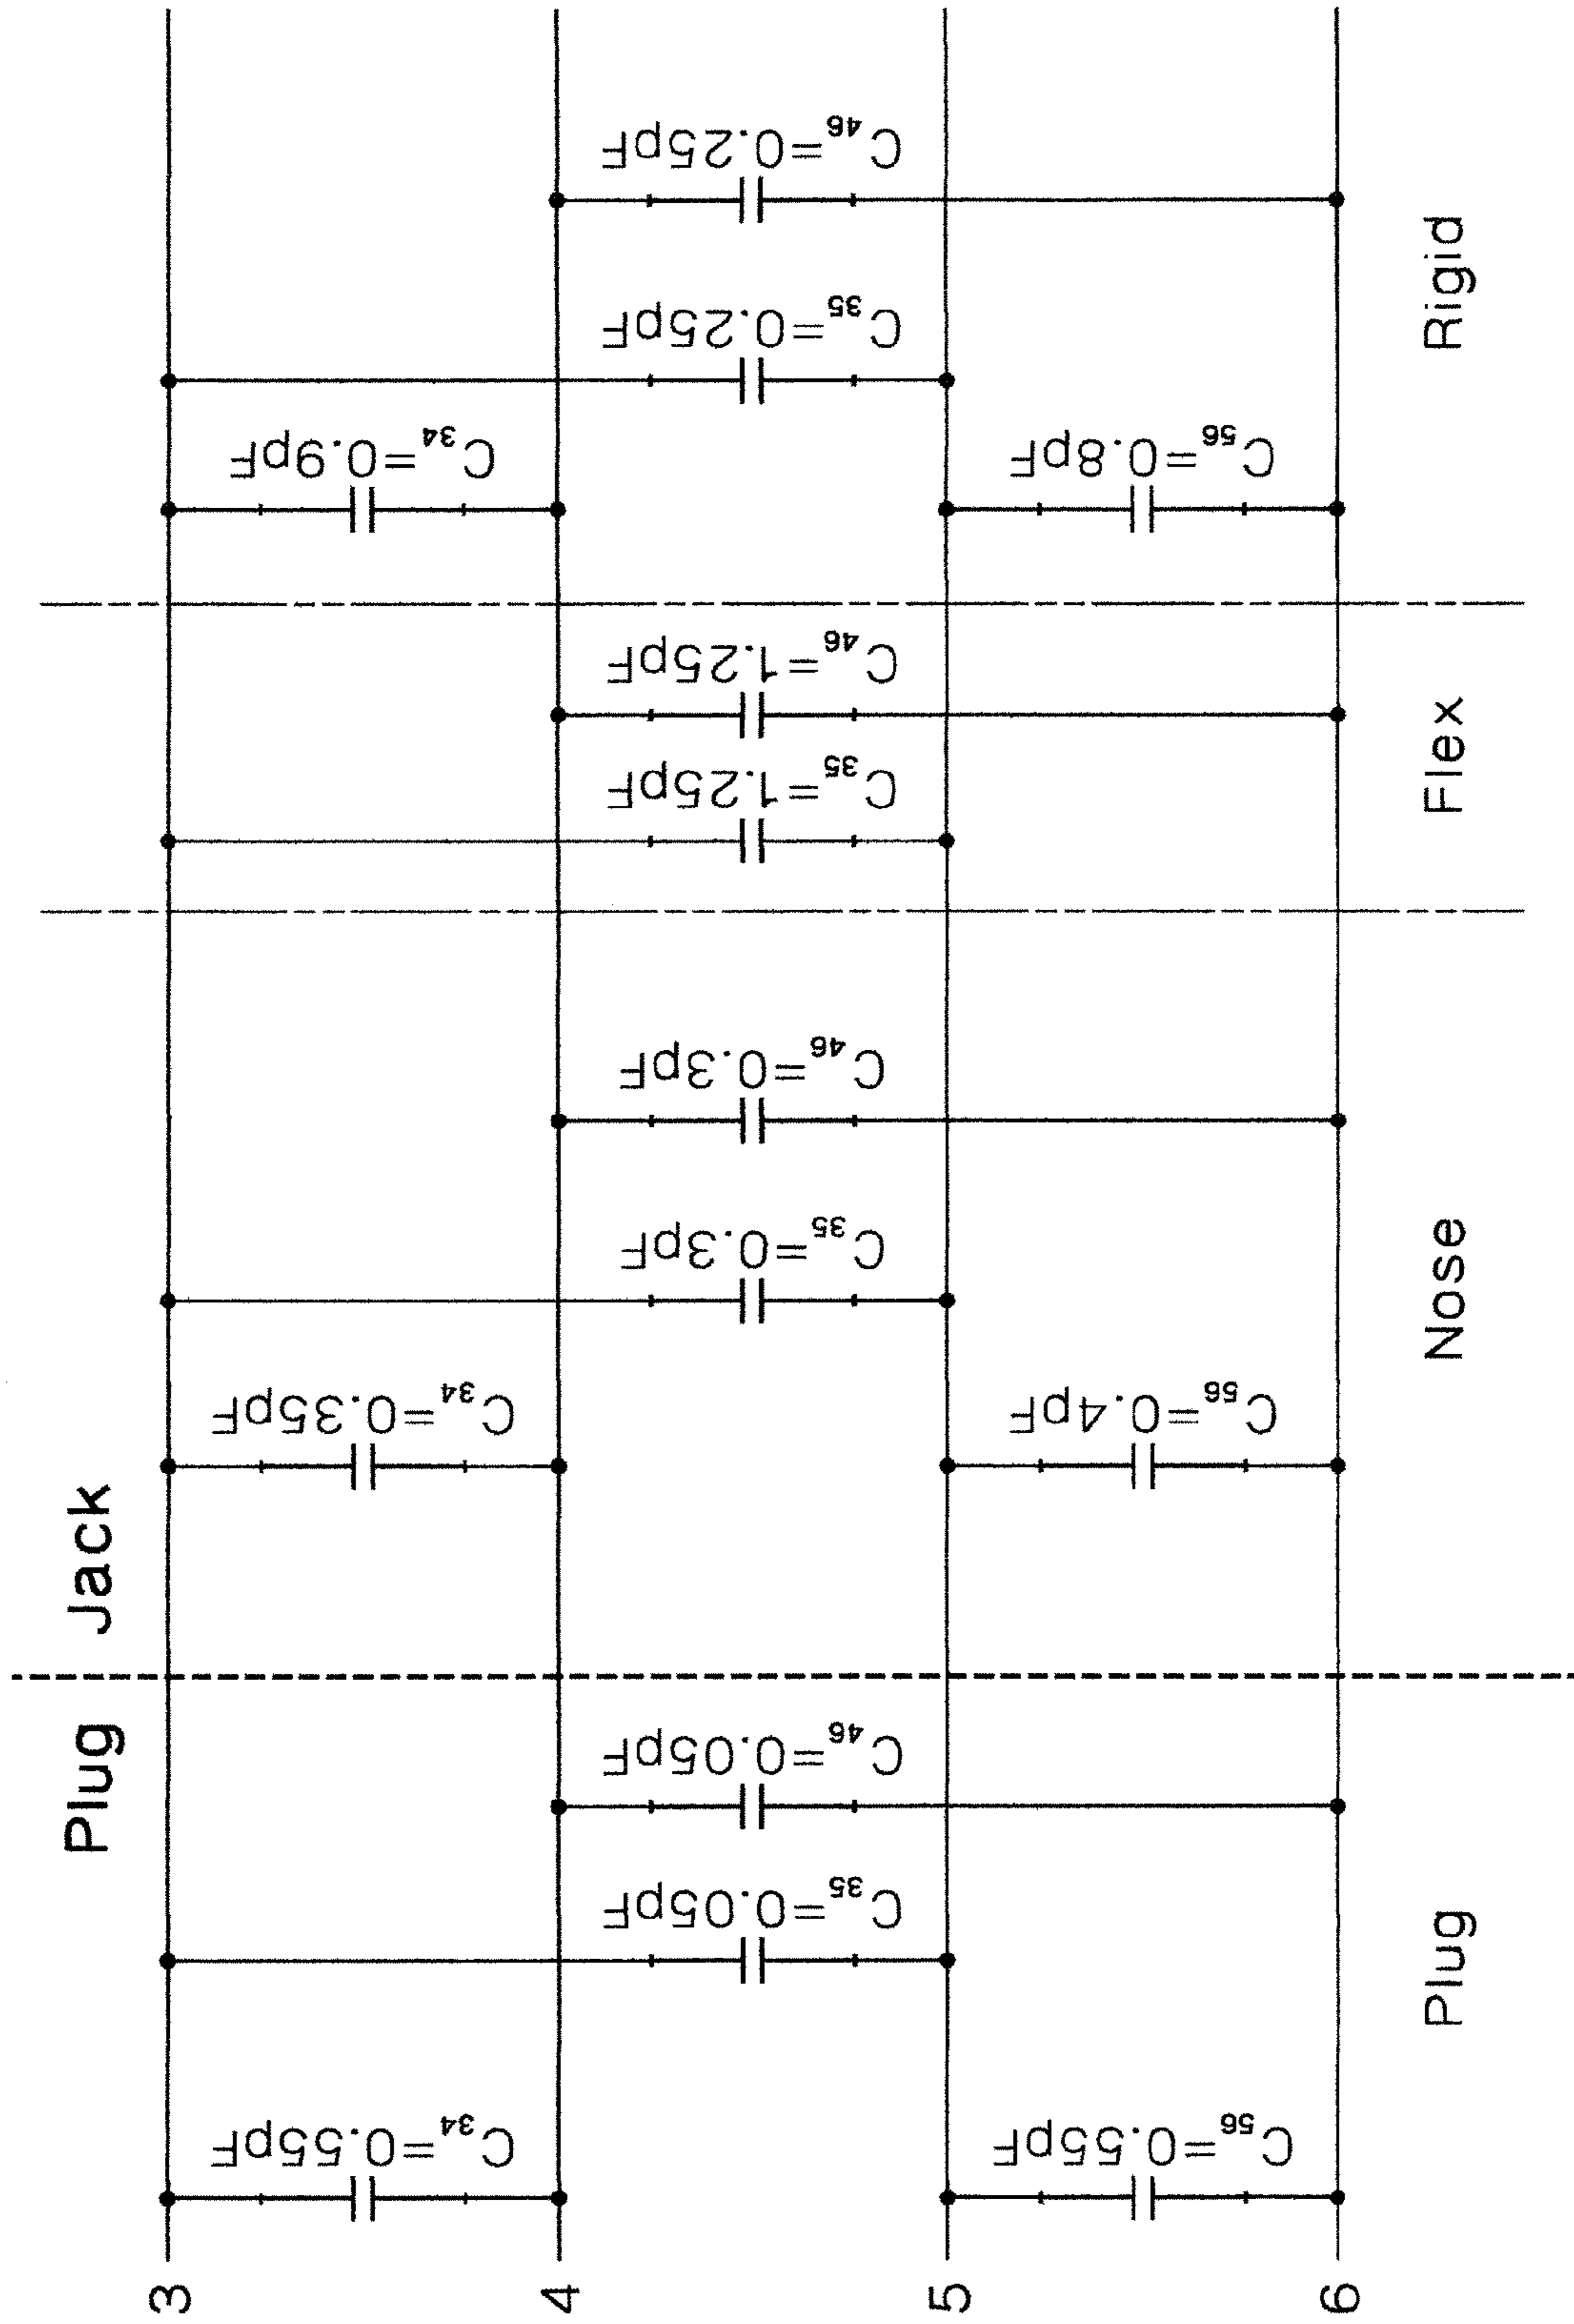 Plug
Jack
3
4
5
6
C34=0.55pF
C56=0.55pF
C35=0.05pF
C46=0.05pF
C34=0.35pF
C56=0.4pF
C35=0.3pF
C46=0.3pF
C35=1.25pF
C46=1.25pF
C34=0.9pF
C56=0.8pF
C35=0.25pF
C46=0.25pF
Plug
Nose
Flex
Rigid